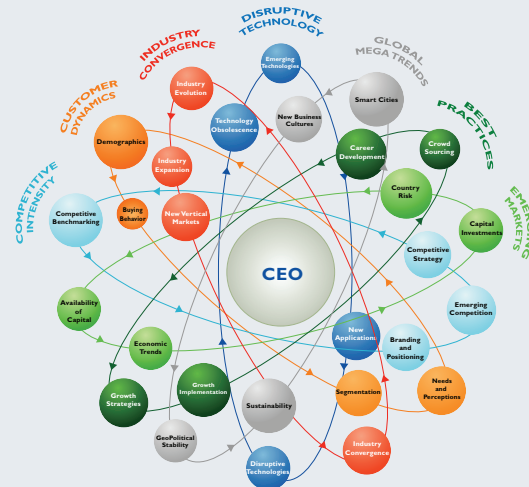 DISRUPTIVE
TECHNOLOGY
INDUSTRY
CONVERGENCE
GLOBAL
MEGA TRENDS
CUSTOMER
DYNAMICS
BEST
PRACTICES
COMPETITIVE
INTENSITY
EMERGING
MARKETS
Emerging
Technologies
Industry
Evolution
Smart Cities
New Business
Cultures
Technology
Obsolescence
Demographics
Career
Development
Crowd
Sourcing
Industry
Expansion
Country
Risk
Competitive
Benchmarking
Buying
Behavior
New Vertical
Markets
Capital
Investments
Competitive
Strategy
CEO
Availability
of
Capital
Emerging
Competition
Economic
Trends
New
Applications
Branding
and
Positioning
Growth
Strategies
Growth
Implementation
Sustainability
Segmentation
Needs
and
Perceptions
GeoPolitical
Stability
Industry
Convergence
Disruptive
Technologies